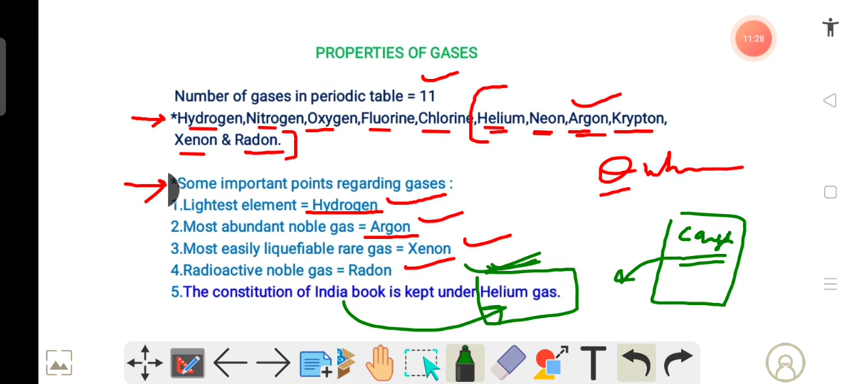 11:28
PROPERTIES OF GASES
Number of gases in periodic table = 11
*Hydrogen,Nitrogen,Oxygen,Fluorine,Chlorine,Helium,Neon,Argon,Krypton,
Xenon & Radon.
*Some important points regarding gases :
1.Lightest element = Hydrogen
2.Most abundant noble gas = Argon
3.Most easily liquefiable rare gas = Xenon
4.Radioactive noble gas = Radon
5.The constitution of India book is kept under Helium gas.
T